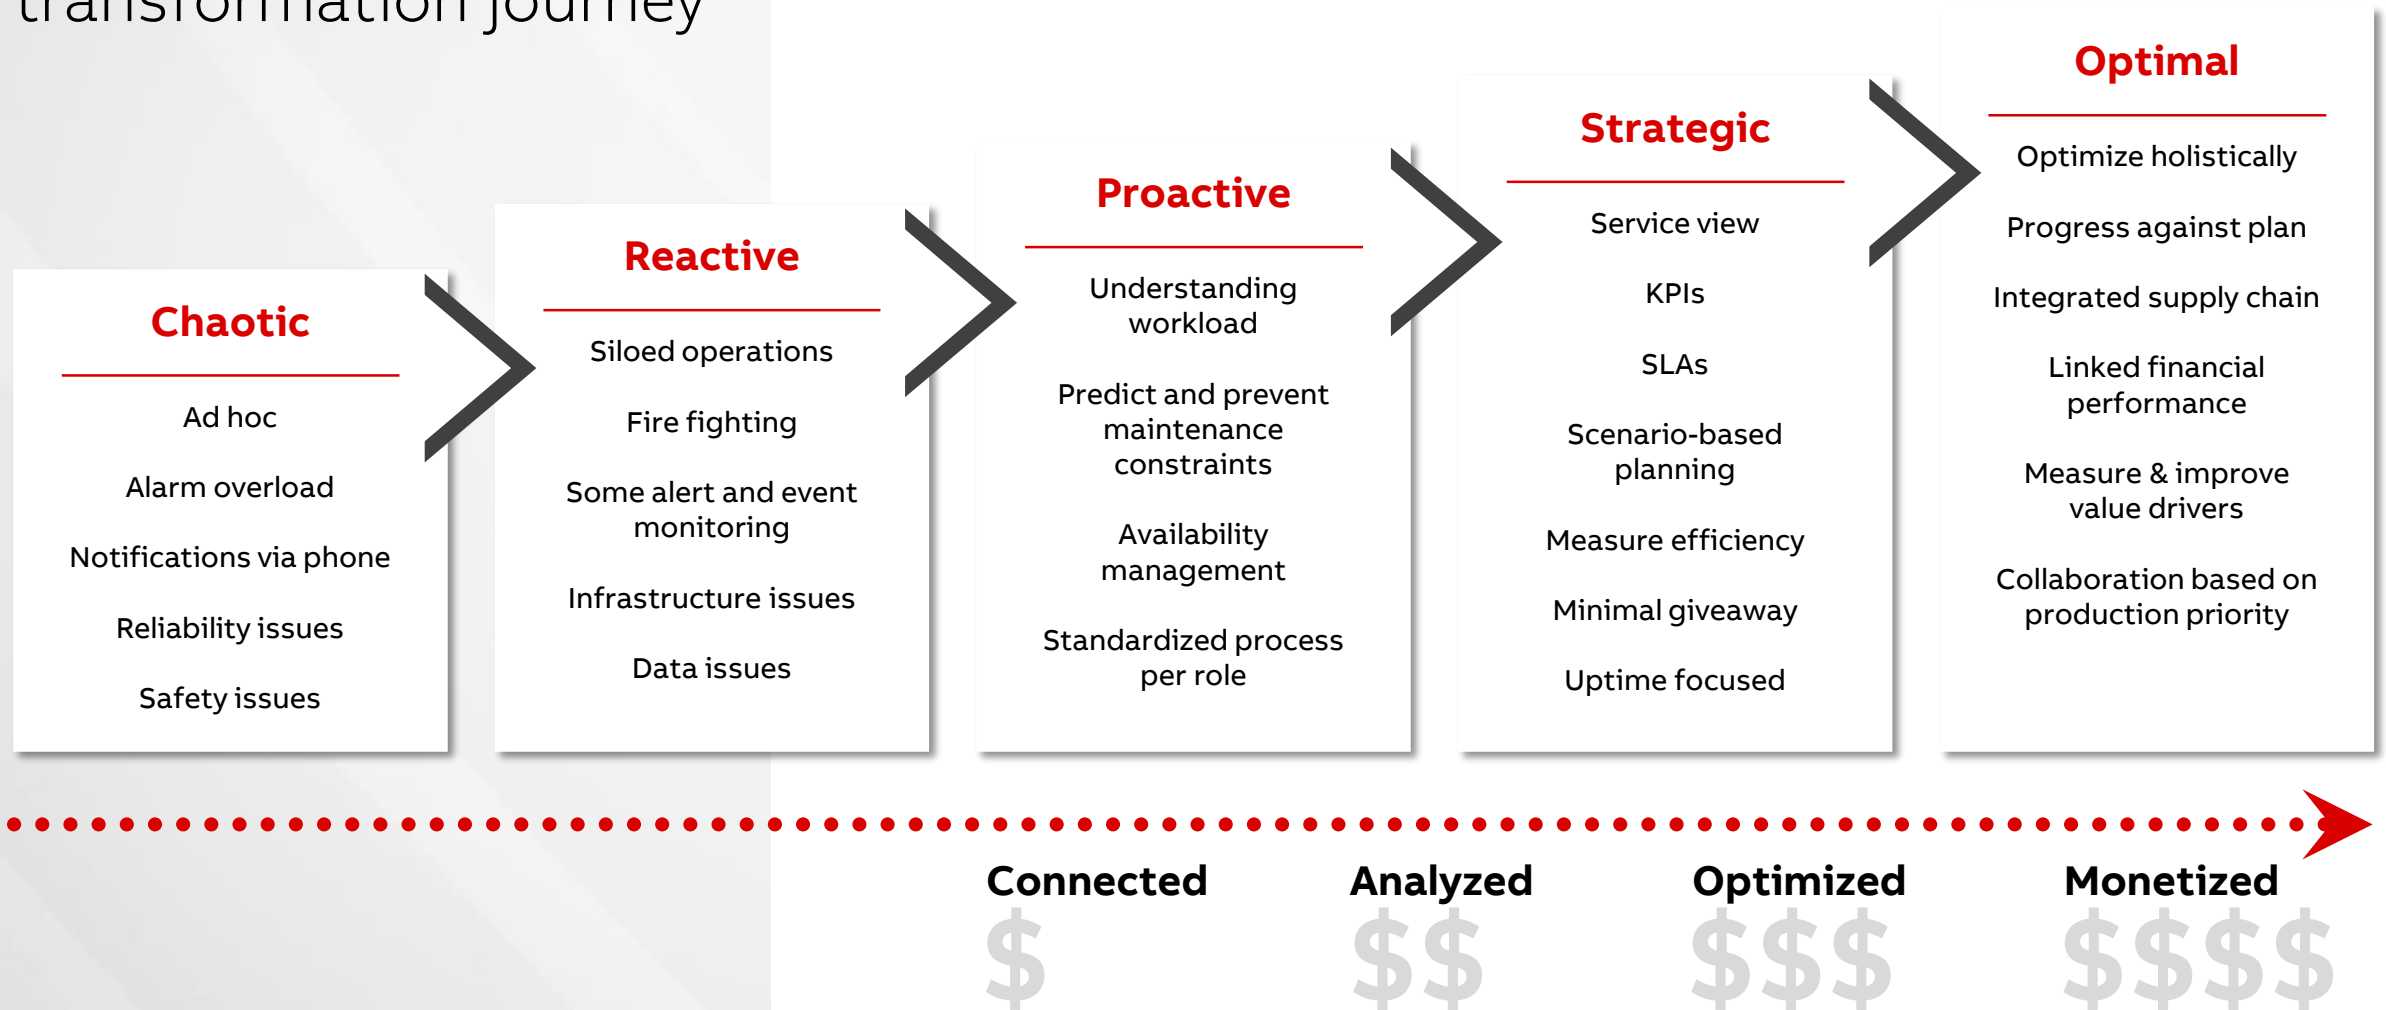 transformation journey
Chaotic
Ad hoc
Alarm overload
Notifications via phone
Reliability issues
Safety issues
Reactive
Siloed operations
Fire fighting
Some alert and event
monitoring
Infrastructure issues
Data issues
Proactive
Understanding
workload
Predict and prevent
maintenance
constraints
Availability
management
Standardized process
per role
Strategic
Service view
KPIs
SLAs
Scenario-based
planning
Measure efficiency
Minimal giveaway
Uptime focused
Optimal
Optimize holistically
Progress against plan
Integrated supply chain
Linked financial
performance
Measure & improve
value drivers
Collaboration based on
production priority
Connected
$
Analyzed
$$
Optimized
$$$
Monetized
$$$$